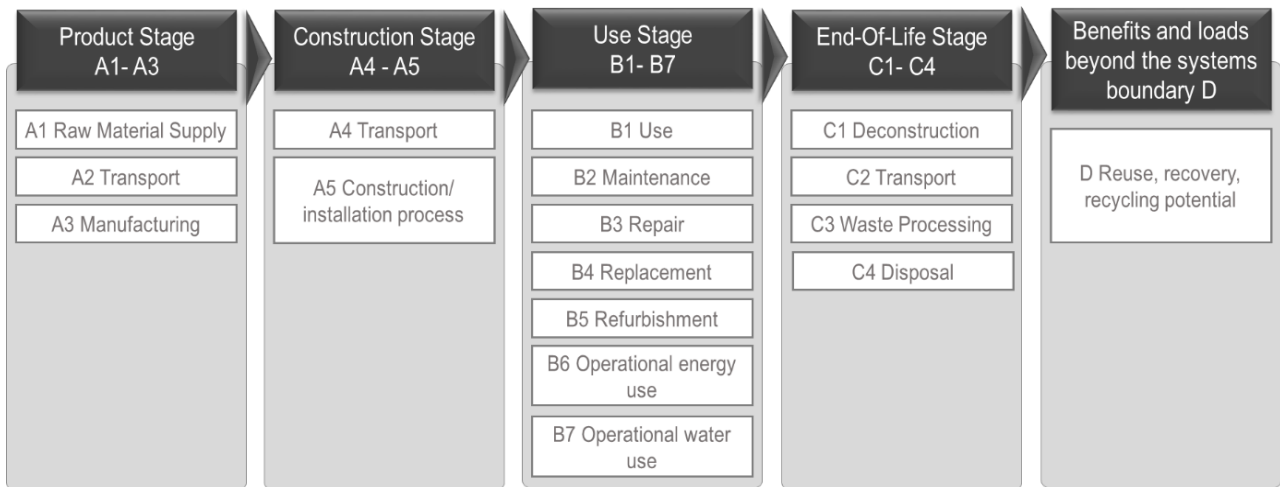 Product Stage
A1- A3
A1 Raw Material Supply
A2 Transport
A3 Manufacturing
Construction Stage
A4 - A5
A4 Transport
A5 Construction/
installation process
Use Stage
B1- B7
B1 Use
B2 Maintenance
B3 Repair
B4 Replacement
B5 Refurbishment
B6 Operational energy
use
B7 Operational water
use
End-Of-Life Stage
C1- C4
C1 Deconstruction
C2 Transport
C3 Waste Processing
C4 Disposal
Benefits and loads
beyond the systems
boundary D
D Reuse, recovery,
recycling potential